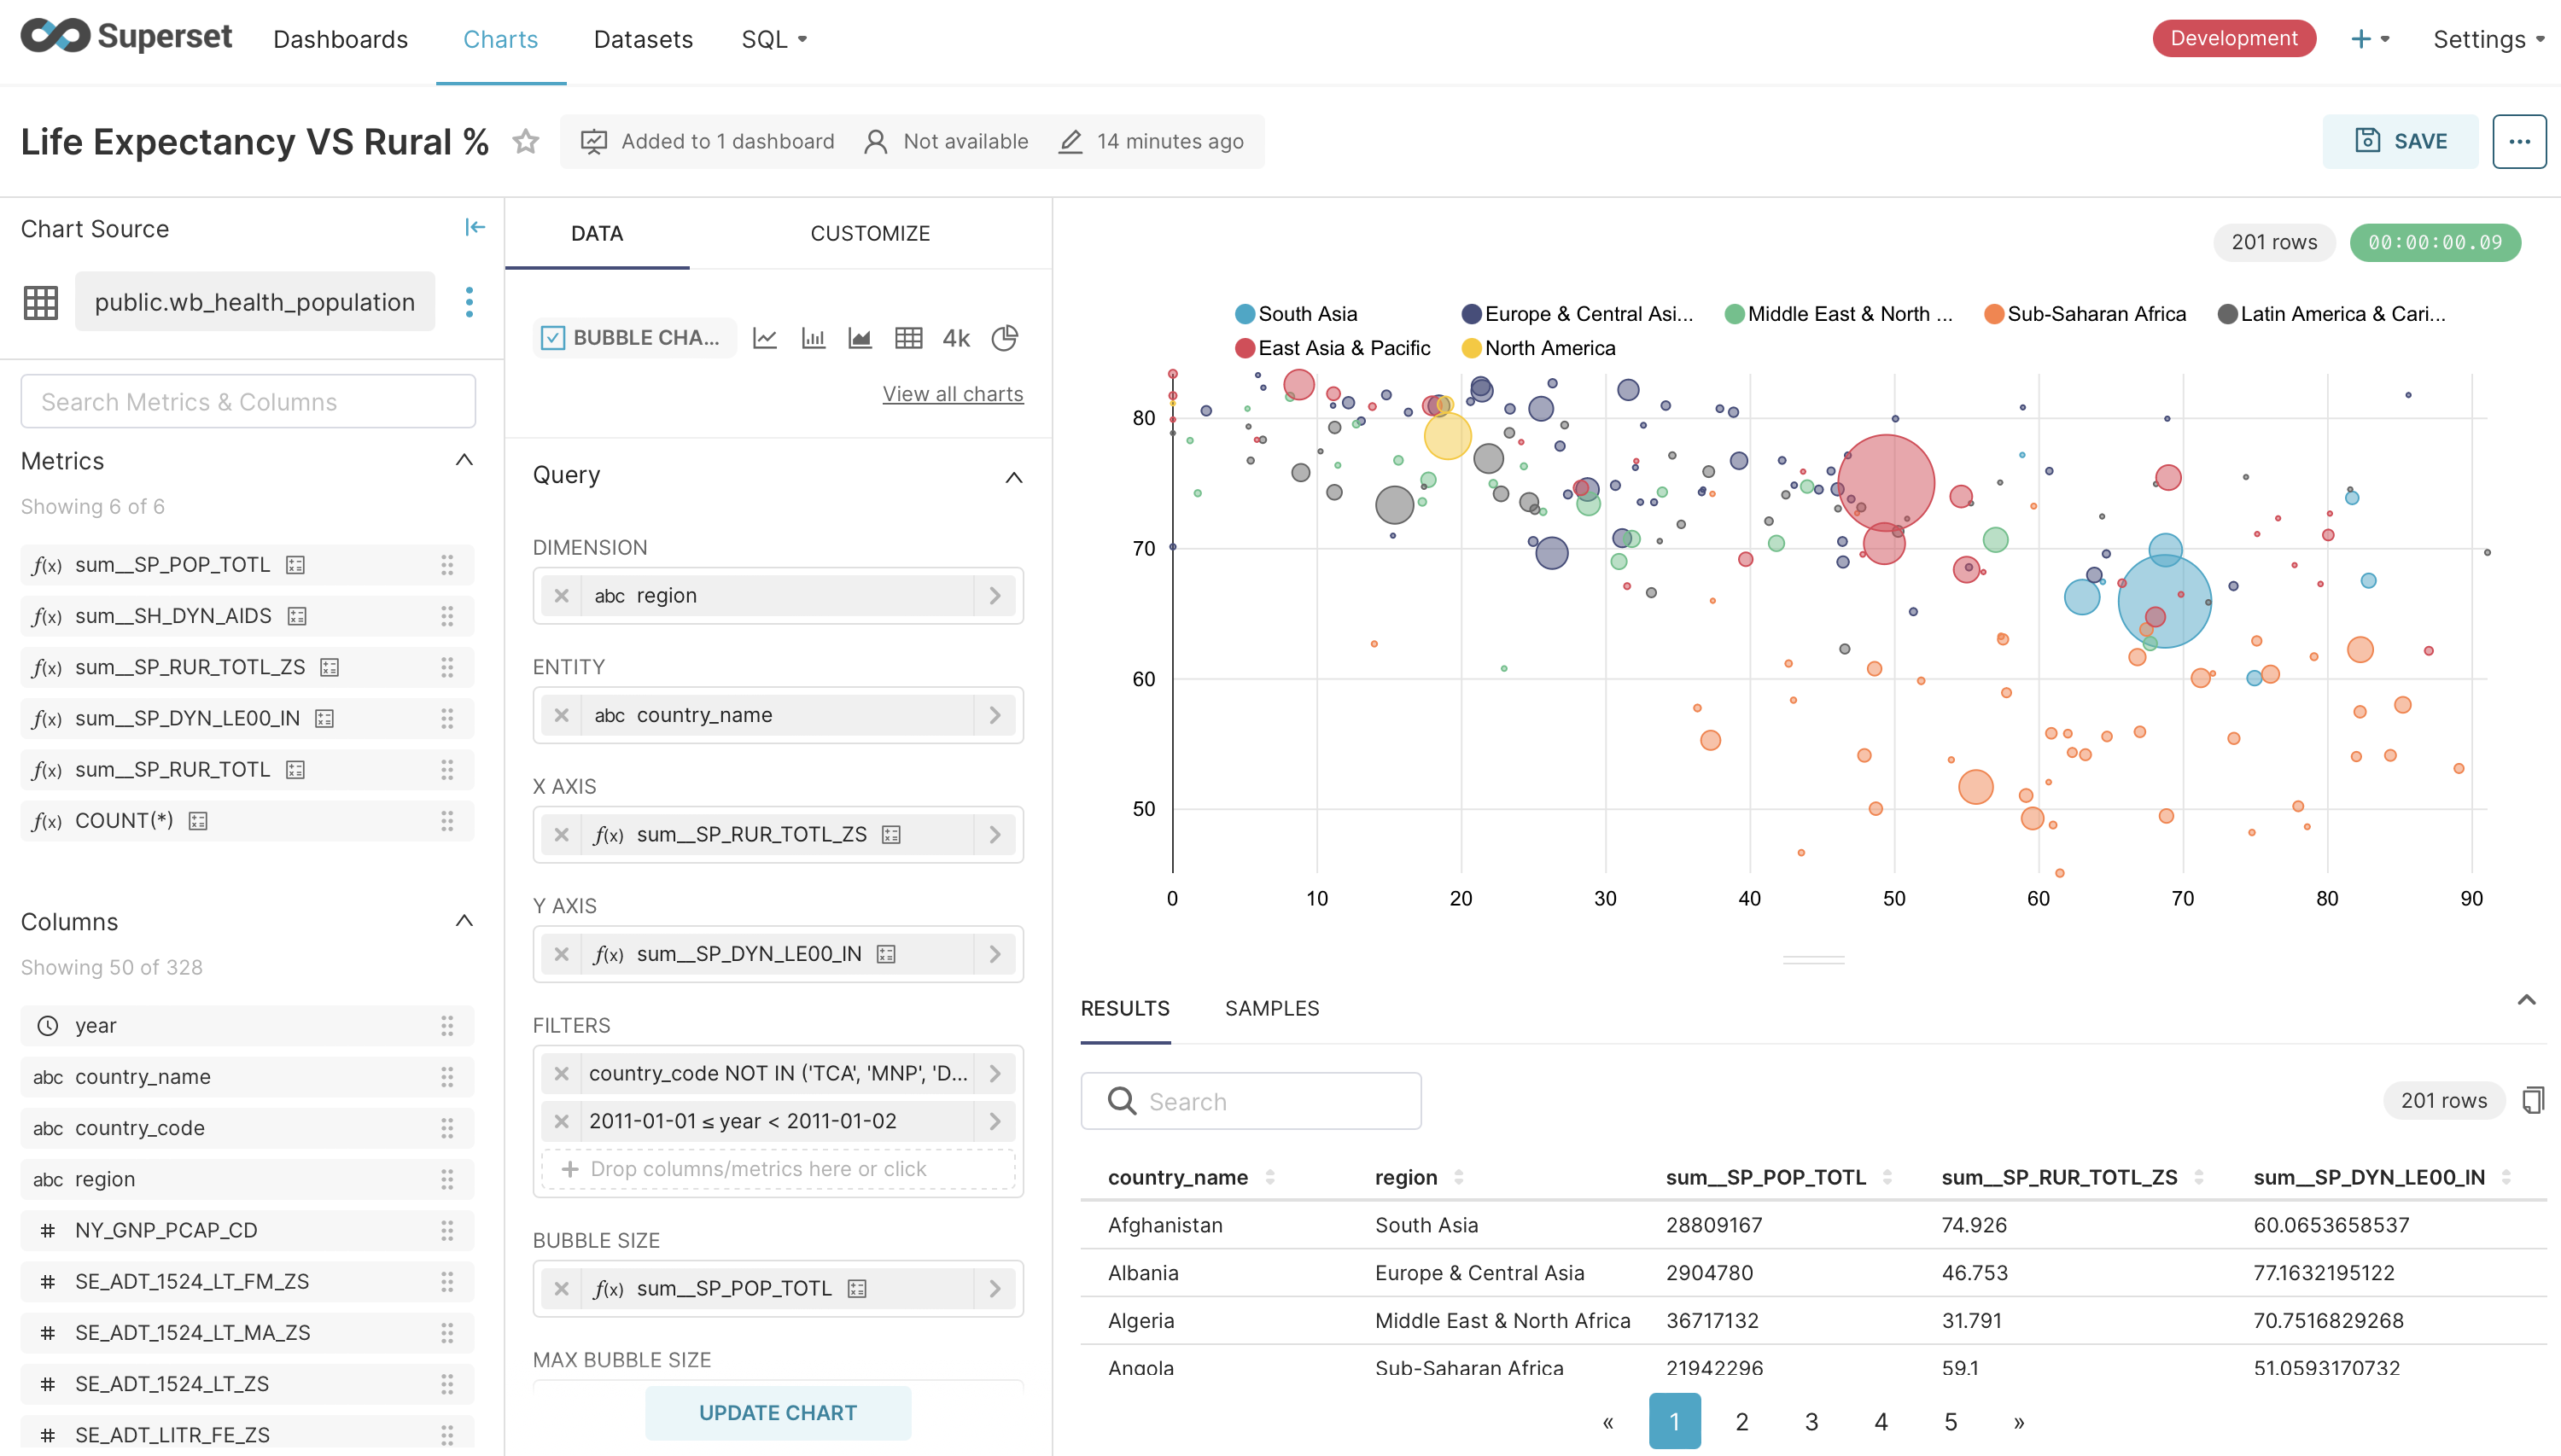 Superset
Dashboards
Charts
Datasets
SQL
Development
Settings
Life Expectancy VS Rural %
Added to 1 dashboard
Not available
14 minutes ago
SAVE
Chart Source
public.wb_health_population
Search Metrics & Columns
Metrics
Showing 6 of 6
f(x) sum__SP_POP_TOTL
f(x) sum__SH_DYN_AIDS
f(x) sum__SP_RUR_TOTL_ZS
f(x) sum__SP_DYN_LE00_IN
f(x) sum__SP_RUR_TOTL
f(x) COUNT(*)
Columns
Showing 50 of 328
year
abc country_name
abc country_code
abc region
# NY_GNP_PCAP_CD
# SE_ADT_1524_LT_FM_ZS
# SE_ADT_1524_LT_MA_ZS
# SE_ADT_1524_LT_ZS
# SE_ADT_LITR_FE_ZS
DATA
CUSTOMIZE
BUBBLE CHA...
4k
View all charts
Query
DIMENSION
abc region
ENTITY
abc country_name
X AXIS
f(x) sum__SP_RUR_TOTL_ZS
Y AXIS
f(x) sum__SP_DYN_LE00_IN
FILTERS
country_code NOT IN ('TCA', 'MNP', 'D...
2011-01-01 ≤ year < 2011-01-02
+ Drop columns/metrics here or click
BUBBLE SIZE
f(x) sum__SP_POP_TOTL
MAX BUBBLE SIZE
UPDATE CHART
201 rows
00:00:00.09
South Asia
Europe & Central Asi...
Middle East & North ...
Sub-Saharan Africa
Latin America & Cari...
East Asia & Pacific
North America
80
70
60
50
0 10 20 30 40 50 60 70 80 90
RESULTS
SAMPLES
Search
201 rows
country_name region sum__SP_POP_TOTL sum__SP_RUR_TOTL_ZS sum__SP_DYN_LE00_IN
Afghanistan South Asia 28809167 74.926 60.0653658537
Albania Europe & Central Asia 2904780 46.753 77.1632195122
Algeria Middle East & North Africa 36717132 31.791 70.7516829268
Angola Sub-Saharan Africa 21942296 59.1 51.0593170732
« 1 2 3 4 5 »